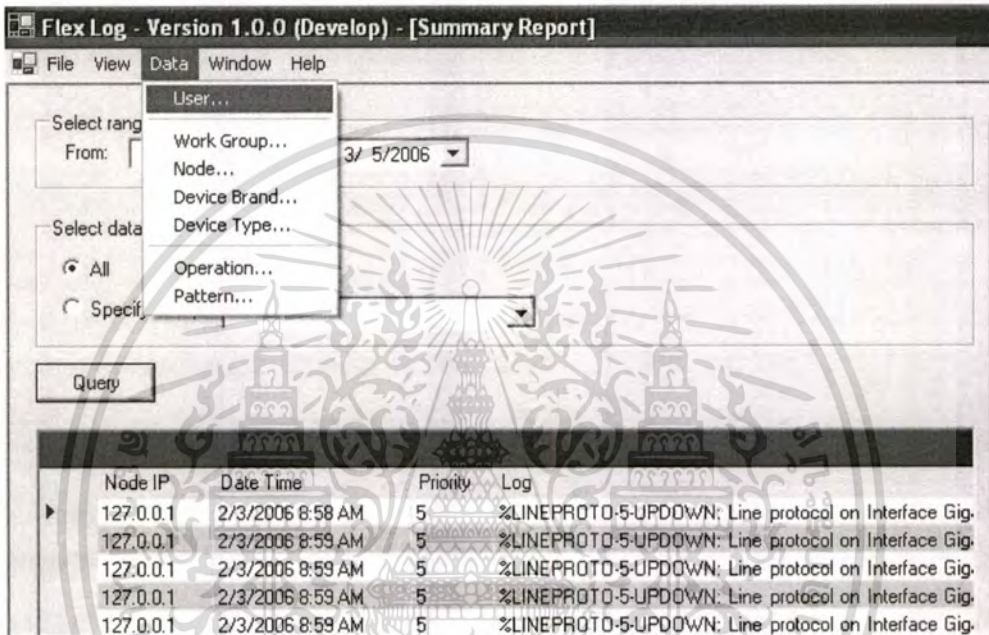 Flex Log - Version 1.0.0 (Develop) - [Summary Report]
File View Data Window Help
User...
Work Group...
Node...
Device Brand...
Device Type...
Operation...
Pattern...
Select rang
From: 3/ 5/2006
Select data
All
Specify
Query
Node IP Date Time Priority Log
127.0.0.1 2/3/2006 8:58 AM 5 %LINEPROTO-5-UPDOWN: Line protocol on Interface Gig
127.0.0.1 2/3/2006 8:59 AM 5 %LINEPROTO-5-UPDOWN: Line protocol on Interface Gig
127.0.0.1 2/3/2006 8:59 AM 5 %LINEPROTO-5-UPDOWN: Line protocol on Interface Gig
127.0.0.1 2/3/2006 8:59 AM 5 %LINEPROTO-5-UPDOWN: Line protocol on Interface Gig
127.0.0.1 2/3/2006 8:59 AM 5 %LINEPROTO-5-UPDOWN: Line protocol on Interface Gig